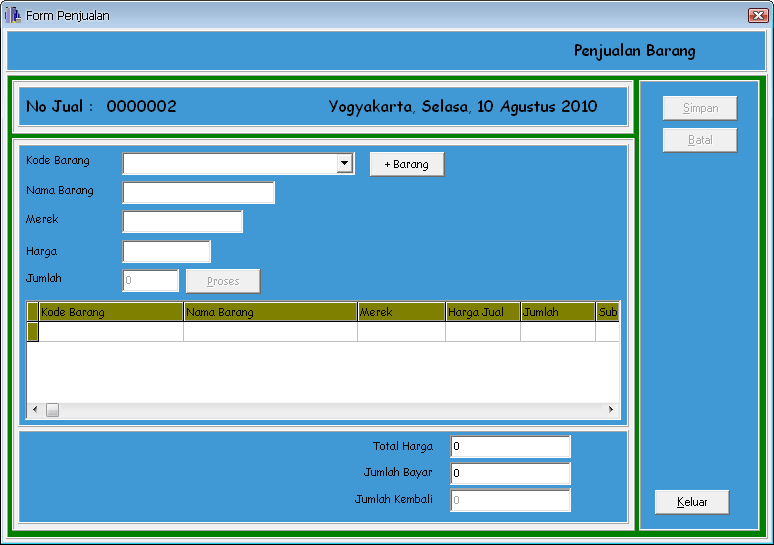 Form Penjualan
Penjualan Barang
No Jual : 0000002 Yogyakarta, Selasa, 10 Agustus 2010
Simpan
Batal
Kode Barang + Barang
Nama Barang
Merek
Harga
Jumlah 0 Proses
Kode Barang Nama Barang Merek Harga Jual Jumlah Sub
Total Harga 0
Jumlah Bayar 0
Jumlah Kembali 0
Keluar